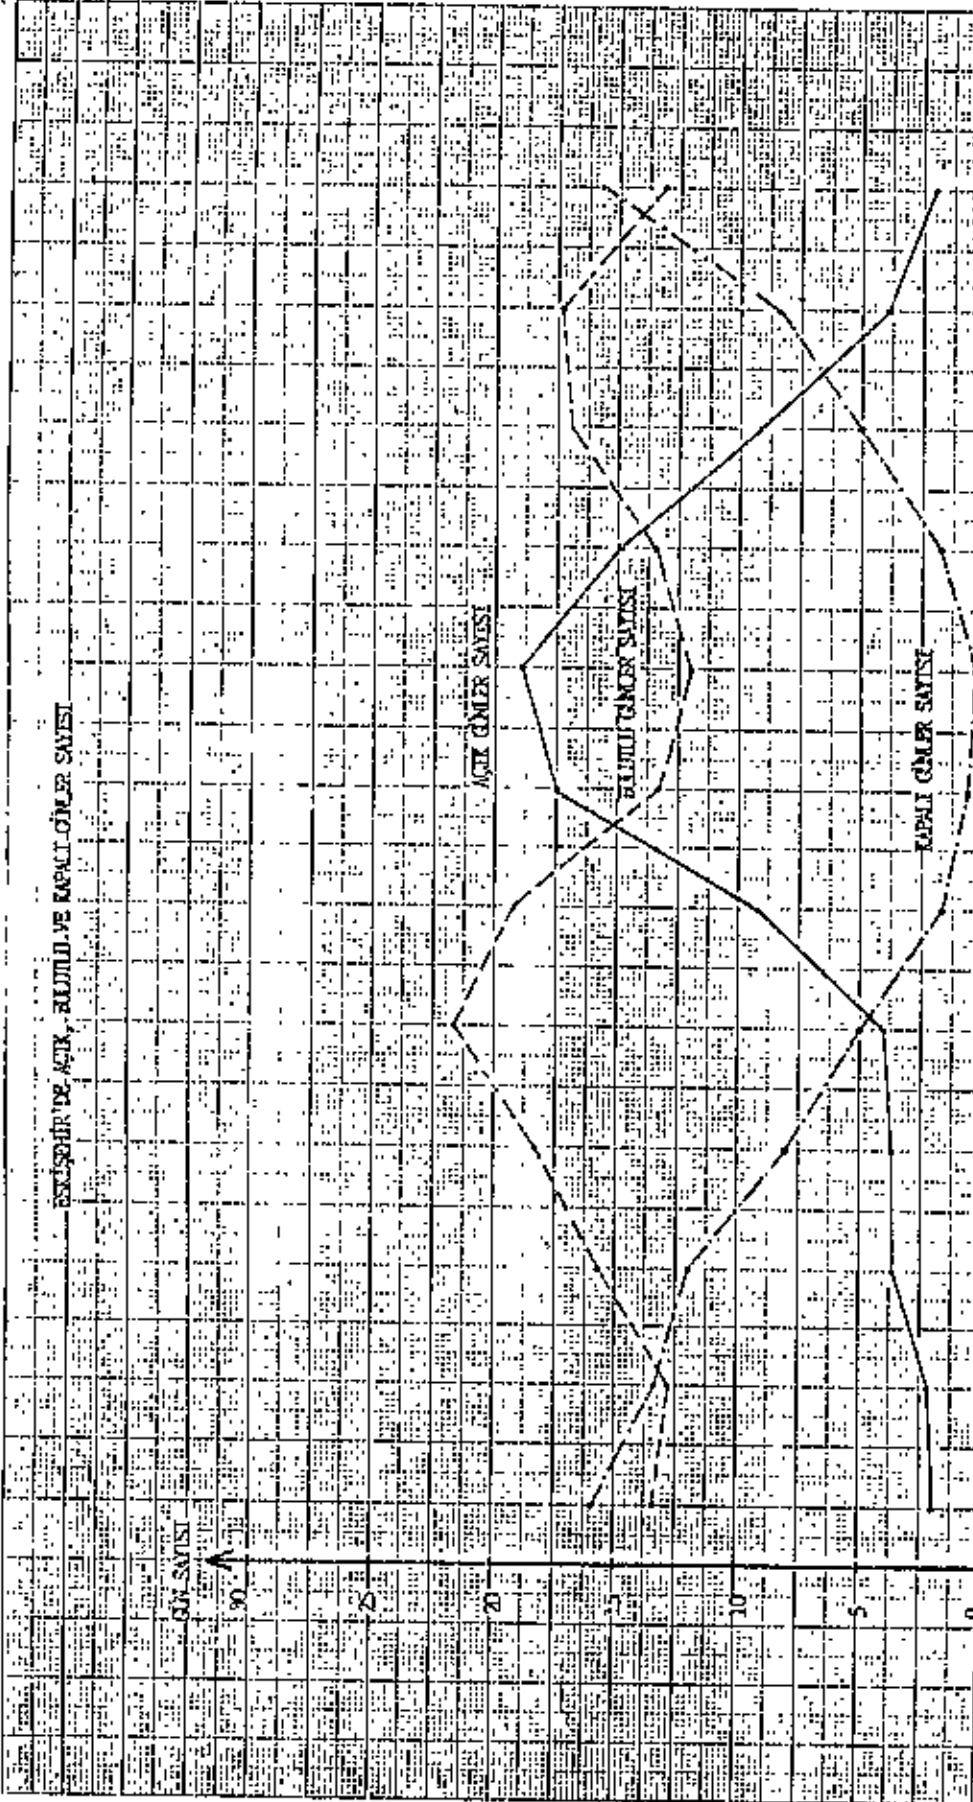 ESKİŞEHİR DE AÇIK, BULUTLU VE KAPALI GÜNLER SAYISI
GÜN SAYISI
30
25
20
15
10
5
0
AÇIK GÜNLER SAYISI
BULUTLU GÜNLER SAYISI
KAPALI GÜNLER SAYISI